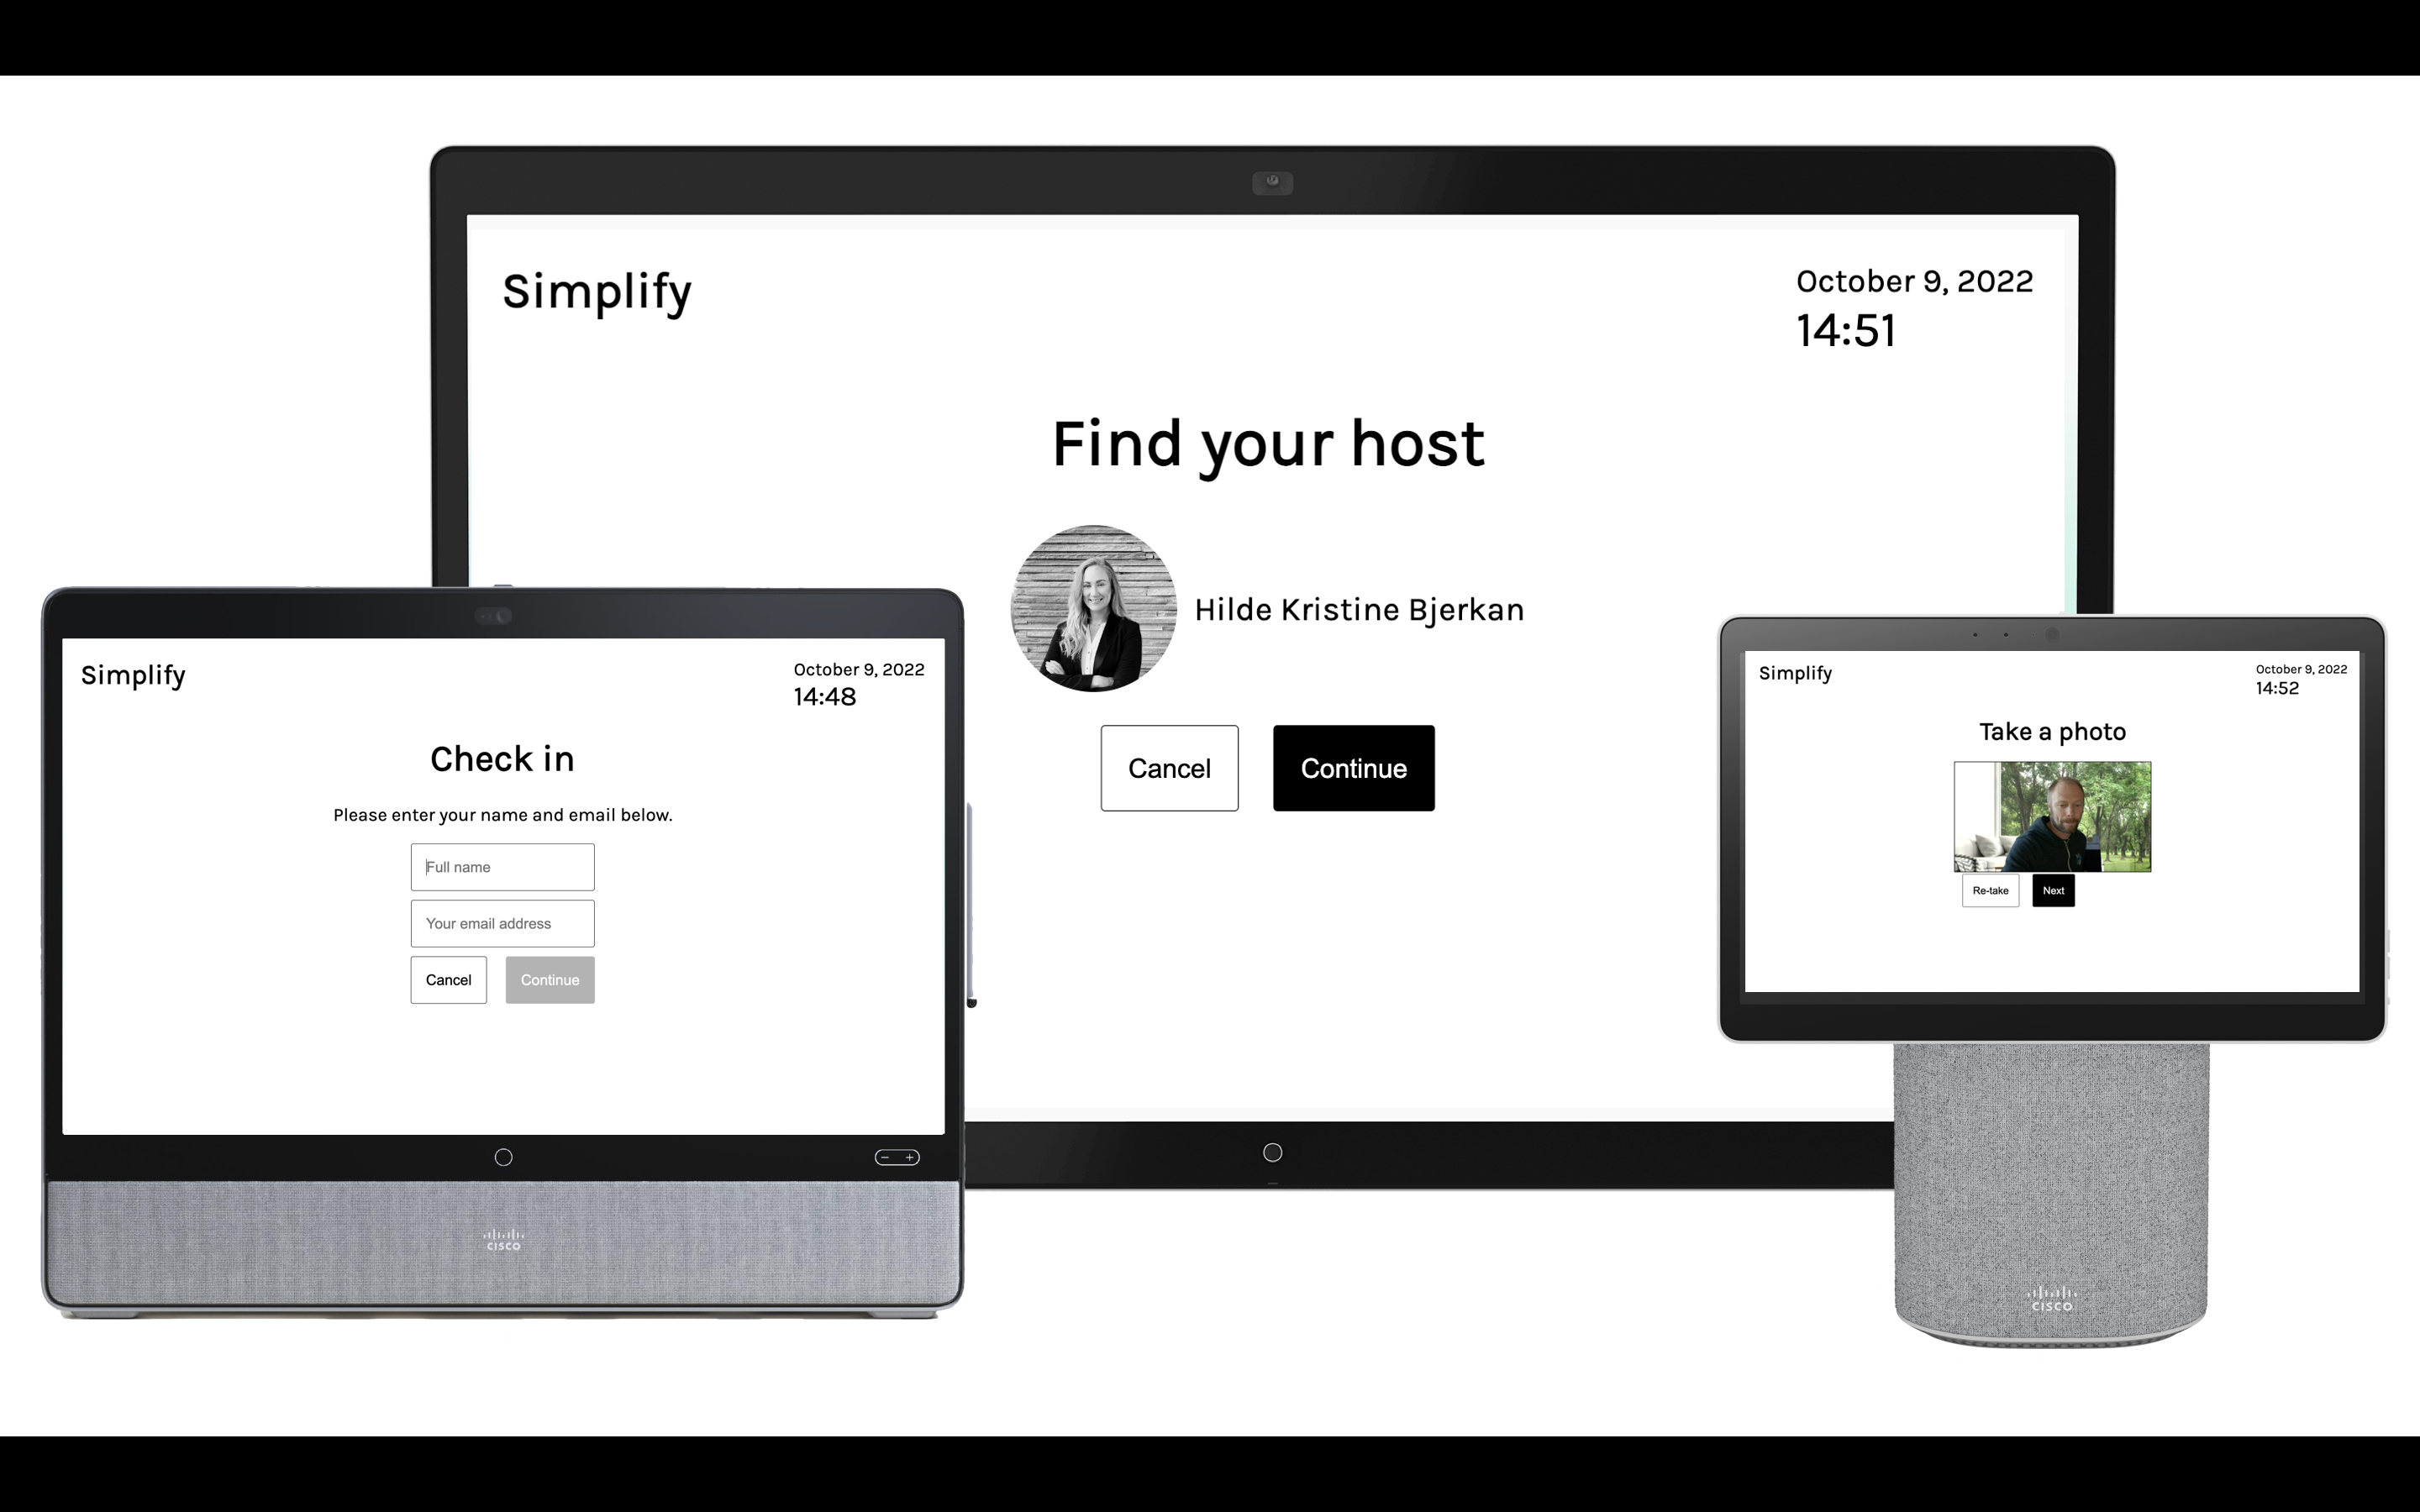 Simplify
October 9, 2022
14:51
Find your host
Hilde Kristine Bjerkan
Cancel
Continue
Simplify
October 9, 2022
14:48
Check in
Please enter your name and email below.
Full name
Your email address
Cancel
Continue
CISCO
Simplify
October 9, 2022
14:52
Take a photo
Re-take
Next
CISCO